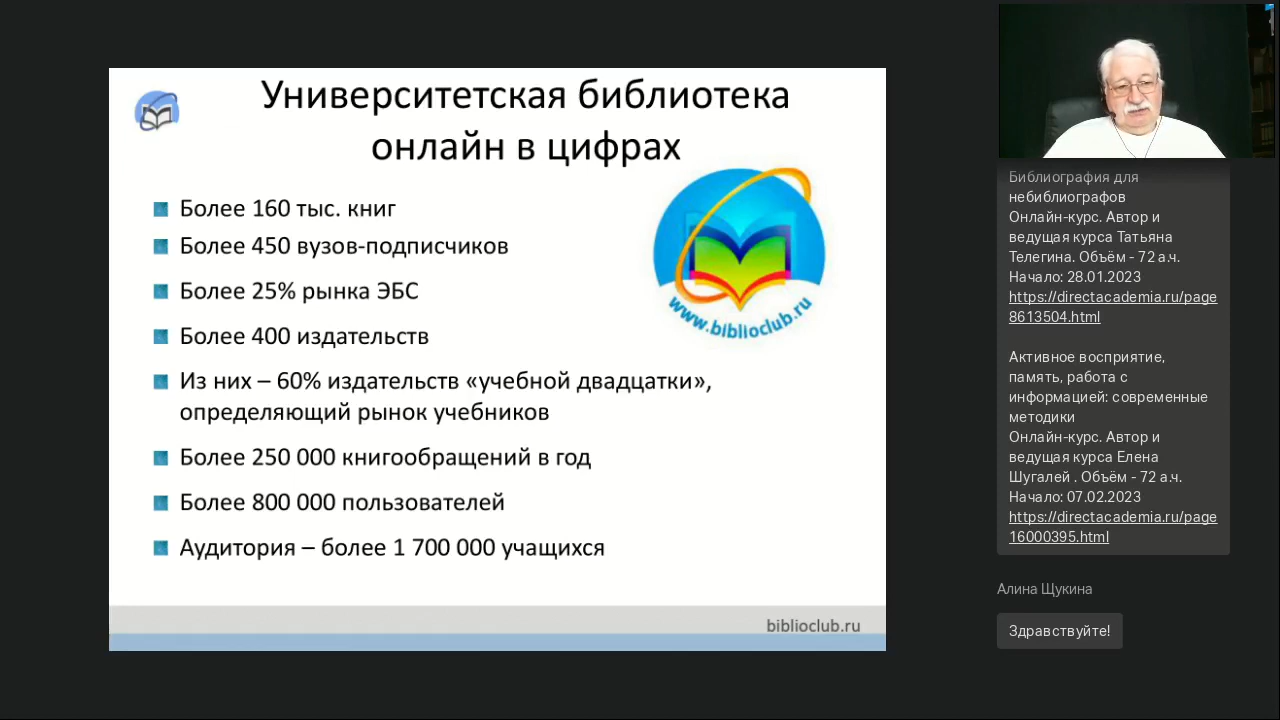 Университетская библиотека
онлайн в цифрах
Более 160 тыс. книг
Более 450 вузов-подписчиков
Более 25% рынка ЭБС
Более 400 издательств
Из них – 60% издательств «учебной двадцатки»,
определяющий рынок учебников
Более 250 000 книгообращений в год
Более 800 000 пользователей
Аудитория – более 1 700 000 учащихся
www.biblioclub.ru
biblioclub.ru
Библиография для
небиблиографов
Онлайн-курс. Автор и
ведущая курса Татьяна
Телегина. Объём - 72 а.ч.
Начало: 28.01.2023
https://directacademia.ru/page
8613504.html
Активное восприятие,
память, работа с
информацией: современные
методики
Онлайн-курс. Автор и
ведущая курса Елена
Шугалей . Объём - 72 а.ч.
Начало: 07.02.2023
https://directacademia.ru/page
16000395.html
Алина Щукина
Здравствуйте!